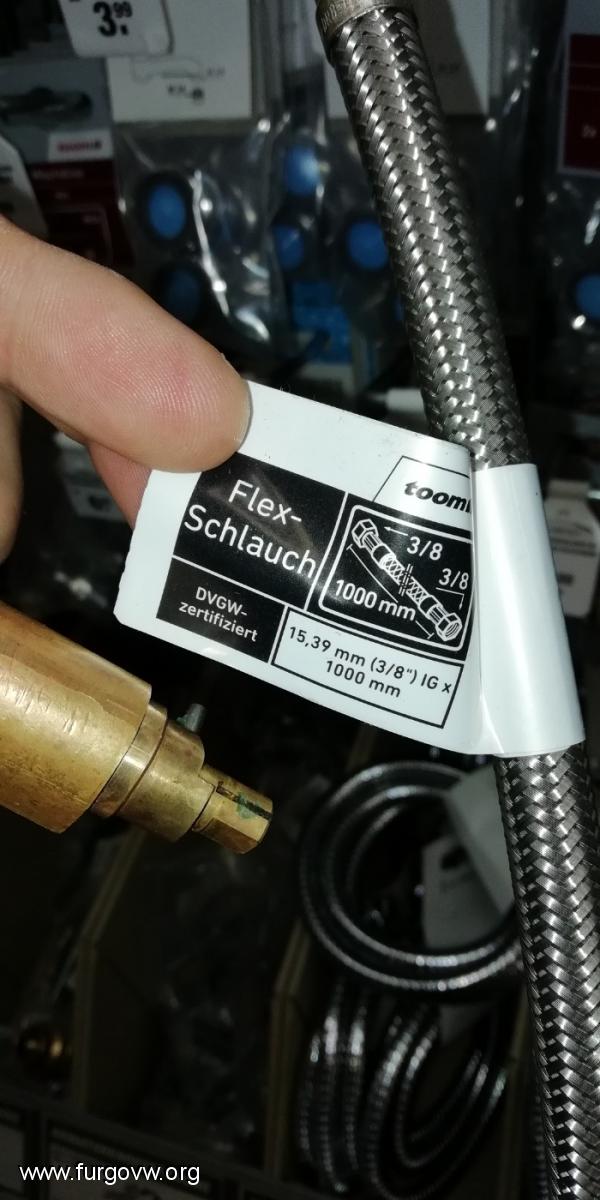 3.99
toom
Flex-
Schlauch
3/8
3/8
1000 mm
DVGW-
zertifiziert
15,39 mm (3/8") IG x
1000 mm
www.furgovw.org